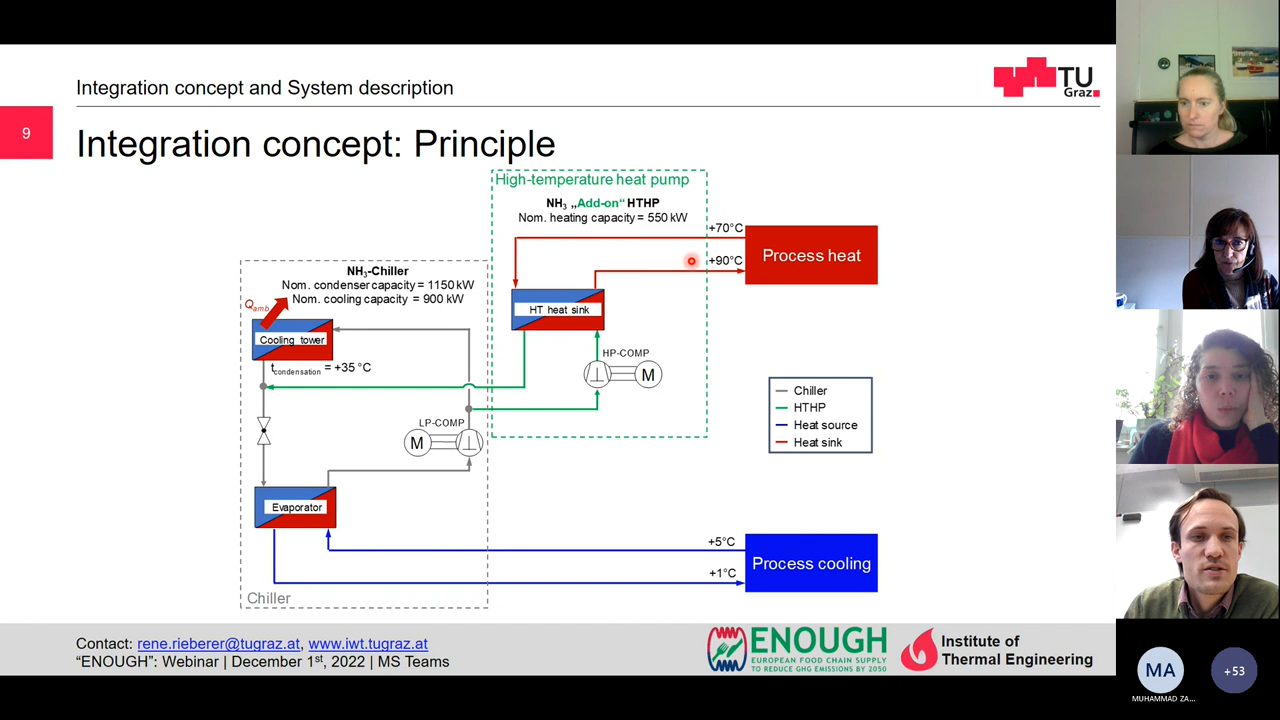 Integration concept and System description
TU
Graz
9
Integration concept: Principle
High-temperature heat pump
NH₃ „Add-on“ HTHP
Nom. heating capacity = 550 kW
+70°C
Process heat
+90°C
NH₃-Chiller
Nom. condenser capacity = 1150 kW
Nom. cooling capacity = 900 kW
Qamb
HT heat sink
Cooling tower
HP-COMP
M
tcondensation = +35 °C
Chiller
HTHP
Heat source
Heat sink
LP-COMP
M
Evaporator
+5°C
Process cooling
+1°C
Chiller
Contact: rene.rieberer@tugraz.at, www.iwt.tugraz.at
“ENOUGH”: Webinar | December 1st, 2022 | MS Teams
ENOUGH
EUROPEAN FOOD CHAIN SUPPLY
TO REDUCE GHG EMISSIONS BY 2050
Institute of
Thermal Engineering
MA
+53
MUHAMMAD ZA...